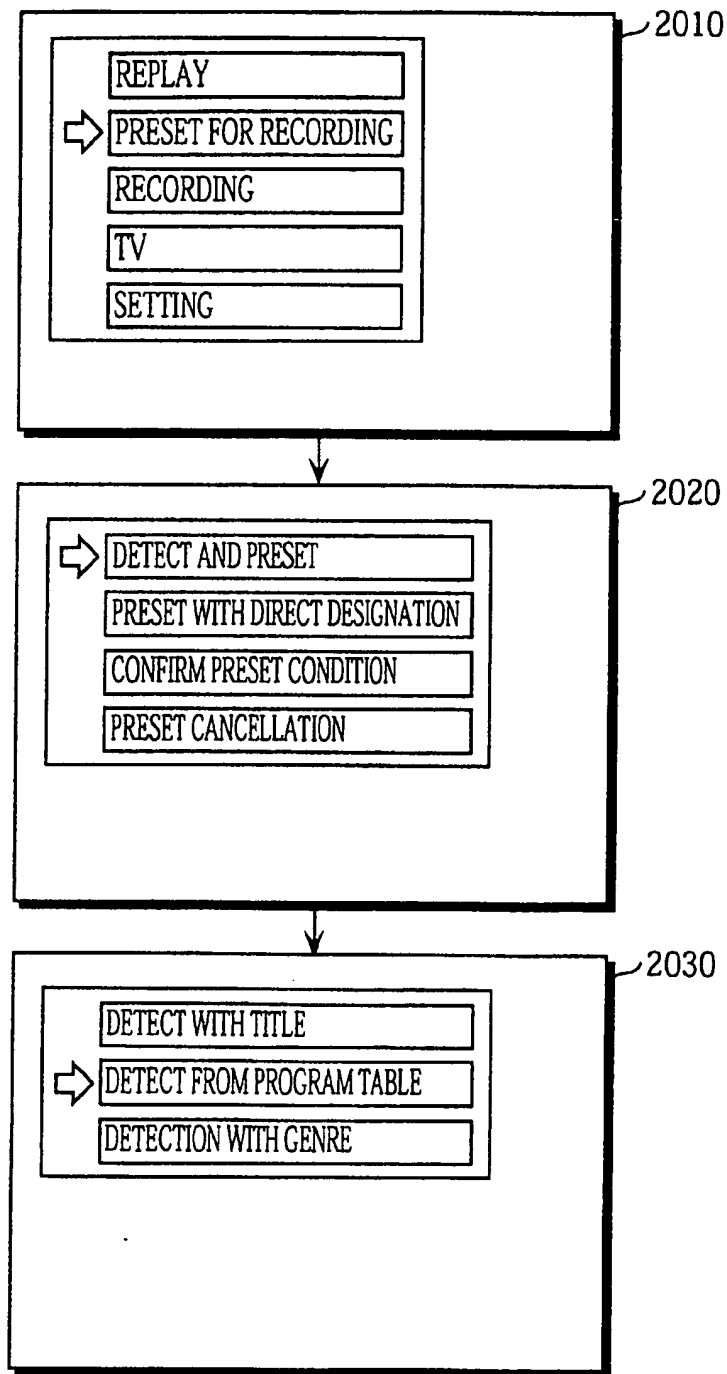 2010
REPLAY
PRESET FOR RECORDING
RECORDING
TV
SETTING
2020
DETECT AND PRESET
PRESET WITH DIRECT DESIGNATION
CONFIRM PRESET CONDITION
PRESET CANCELLATION
2030
DETECT WITH TITLE
DETECT FROM PROGRAM TABLE
DETECTION WITH GENRE